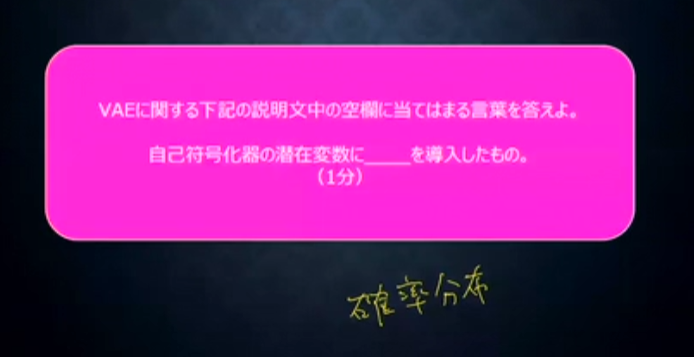 VAEに関する下記の説明文中の空欄に当てはまる言葉を答えよ。
自己符号化器の潜在変数に_____を導入したもの。
（1分）
確率分布